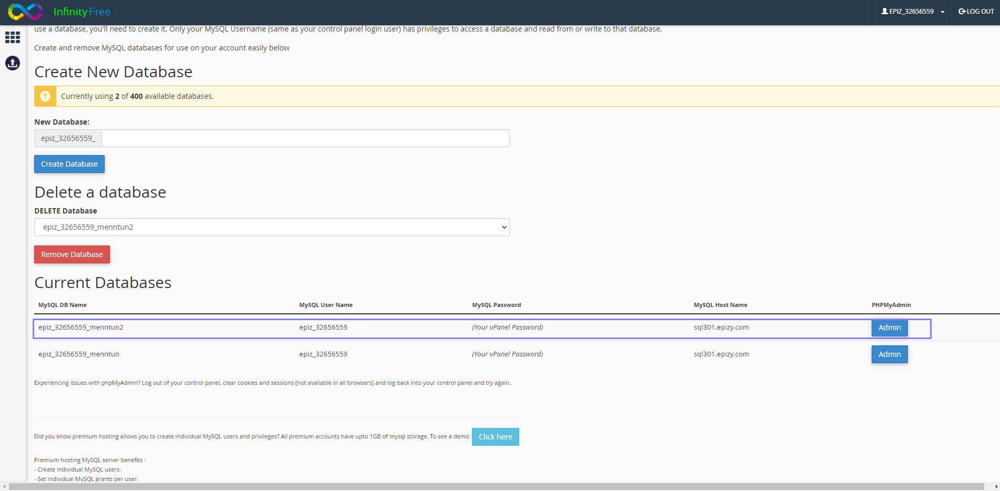 Infinity Free
EPIZ_32656559
LOG OUT
use a database, you'll need to create it. Only your MySQL Username (same as your control panel login user) has privileges to access a database and read from or write to that database.
Create and remove MySQL databases for use on your account easily below
Create New Database
Currently using 2 of 400 available databases.
New Database:
epiz_32656559_
Create Database
Delete a database
DELETE Database
epiz_32656559_menntun2
Remove Database
Current Databases
MySQL DB Name MySQL User Name MySQL Password MySQL Host Name PHPMyAdmin
epiz_32656559_menntun2 epiz_32656559 (Your vPanel Password) sql301.epizy.com Admin
epiz_32656559_menntun epiz_32656559 (Your vPanel Password) sql301.epizy.com Admin
Experiencing issues with phpMyAdmin? Log out of your control panel, clear cookies and sessions [not available in all browsers] and log back into your control panel and try again..
Did you know premium hosting allows you to create individual MySQL users and privileges? All premium accounts have upto 1GB of mysql storage. To see a demo: Click here
Premium hosting MySQL server benefits :
- Create individual MySQL users.
- Set individual MySQL grants per user.